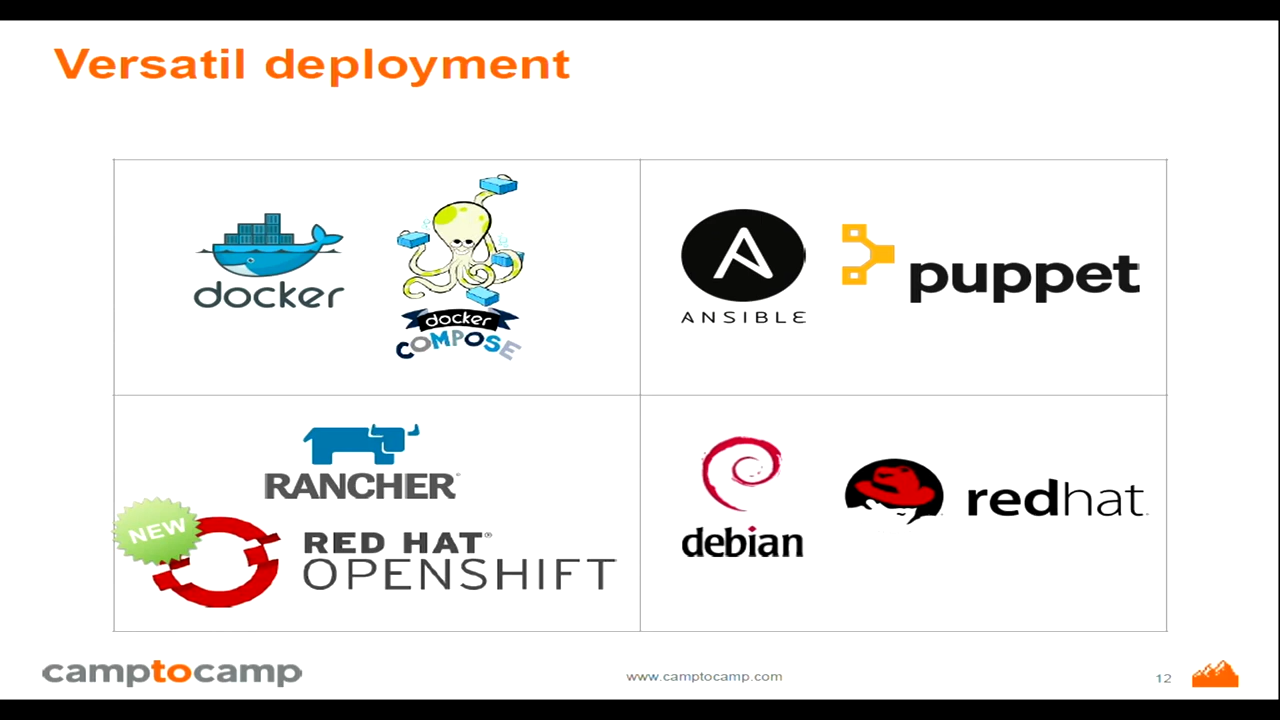 Versatil deployment
docker
docker
COMPOSE
ANSIBLE
puppet
RANCHER
NEW
RED HAT®
OPENSHIFT
debian
redhat
camptocamp
www.camptocamp.com
12